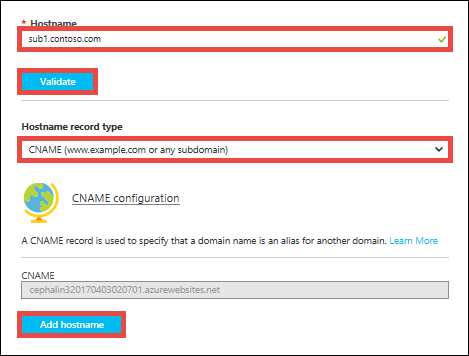 * Hostname
sub1.contoso.com
Validate
Hostname record type
CNAME (www.example.com or any subdomain)
CNAME configuration
A CNAME record is used to specify that a domain name is an alias for another domain. Learn More
CNAME
cephalin320170403020701.azurewebsites.net
Add hostname